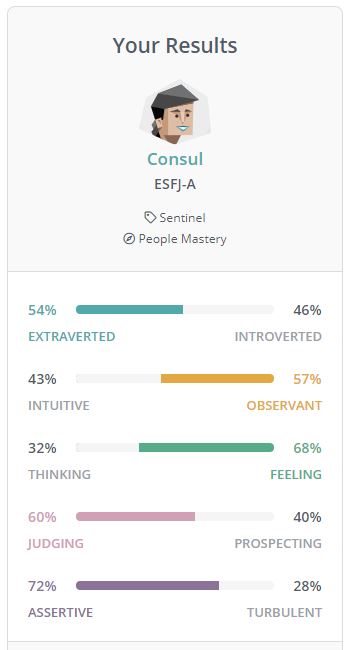 Your Results
Consul
ESFJ-A
Sentinel
People Mastery
54% 46%
EXTRAVERTED INTROVERTED
43% 57%
INTUITIVE OBSERVANT
32% 68%
THINKING FEELING
60% 40%
JUDGING PROSPECTING
72% 28%
ASSERTIVE TURBULENT